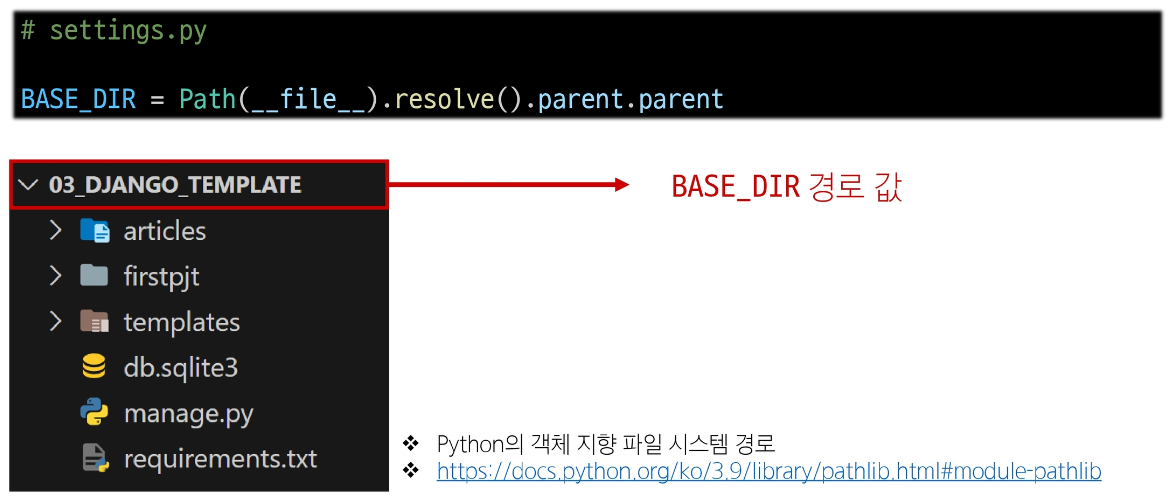 # settings.py
BASE_DIR = Path(__file__).resolve().parent.parent
03_DJANGO_TEMPLATE
BASE_DIR 경로 값
articles
firstpjt
templates
db.sqlite3
manage.py
requirements.txt
❖ Python의 객체 지향 파일 시스템 경로
❖ https://docs.python.org/ko/3.9/library/pathlib.html#module-pathlib